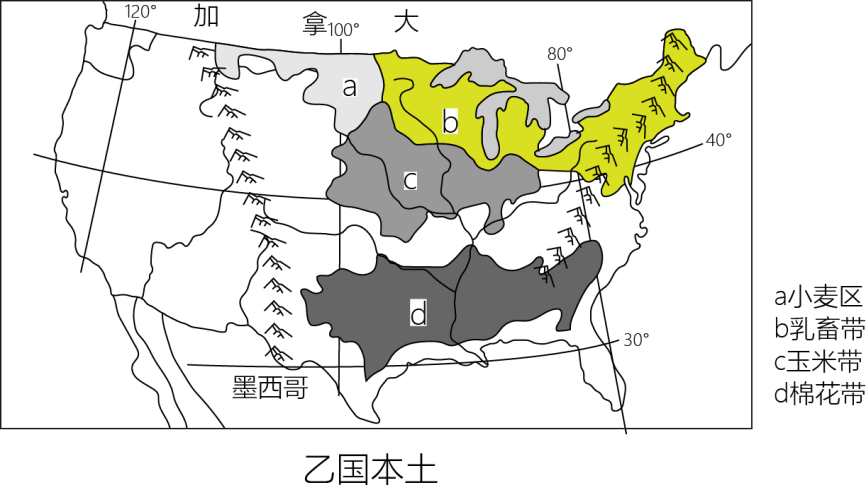 加 拿 大
120°
100°
80°
40°
30°
a
b
c
d
墨西哥
a小麦区
b乳畜带
c玉米带
d棉花带
乙国本土